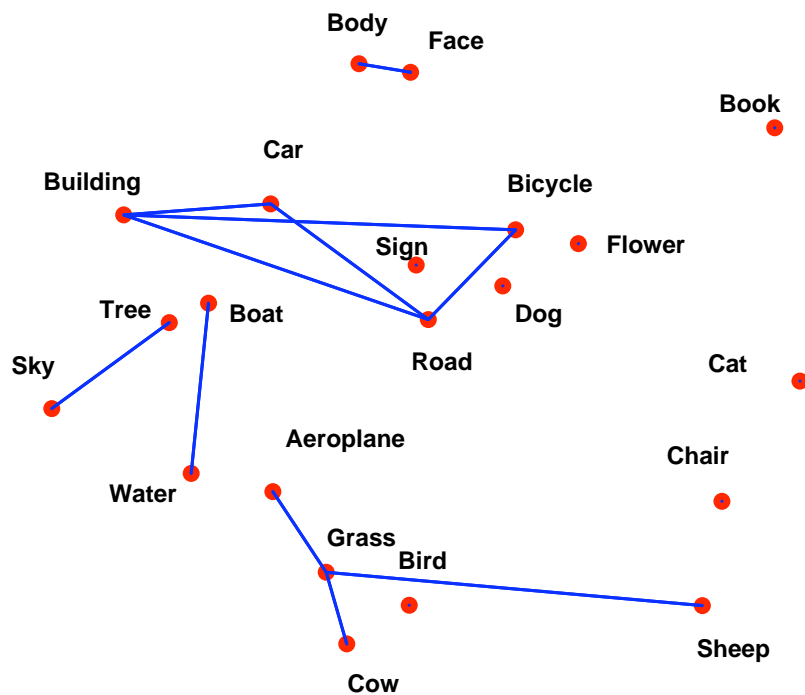 Body
Face
Book
Car
Building
Bicycle
Sign
Flower
Tree
Boat
Dog
Road
Sky
Cat
Aeroplane
Chair
Water
Grass
Bird
Sheep
Cow